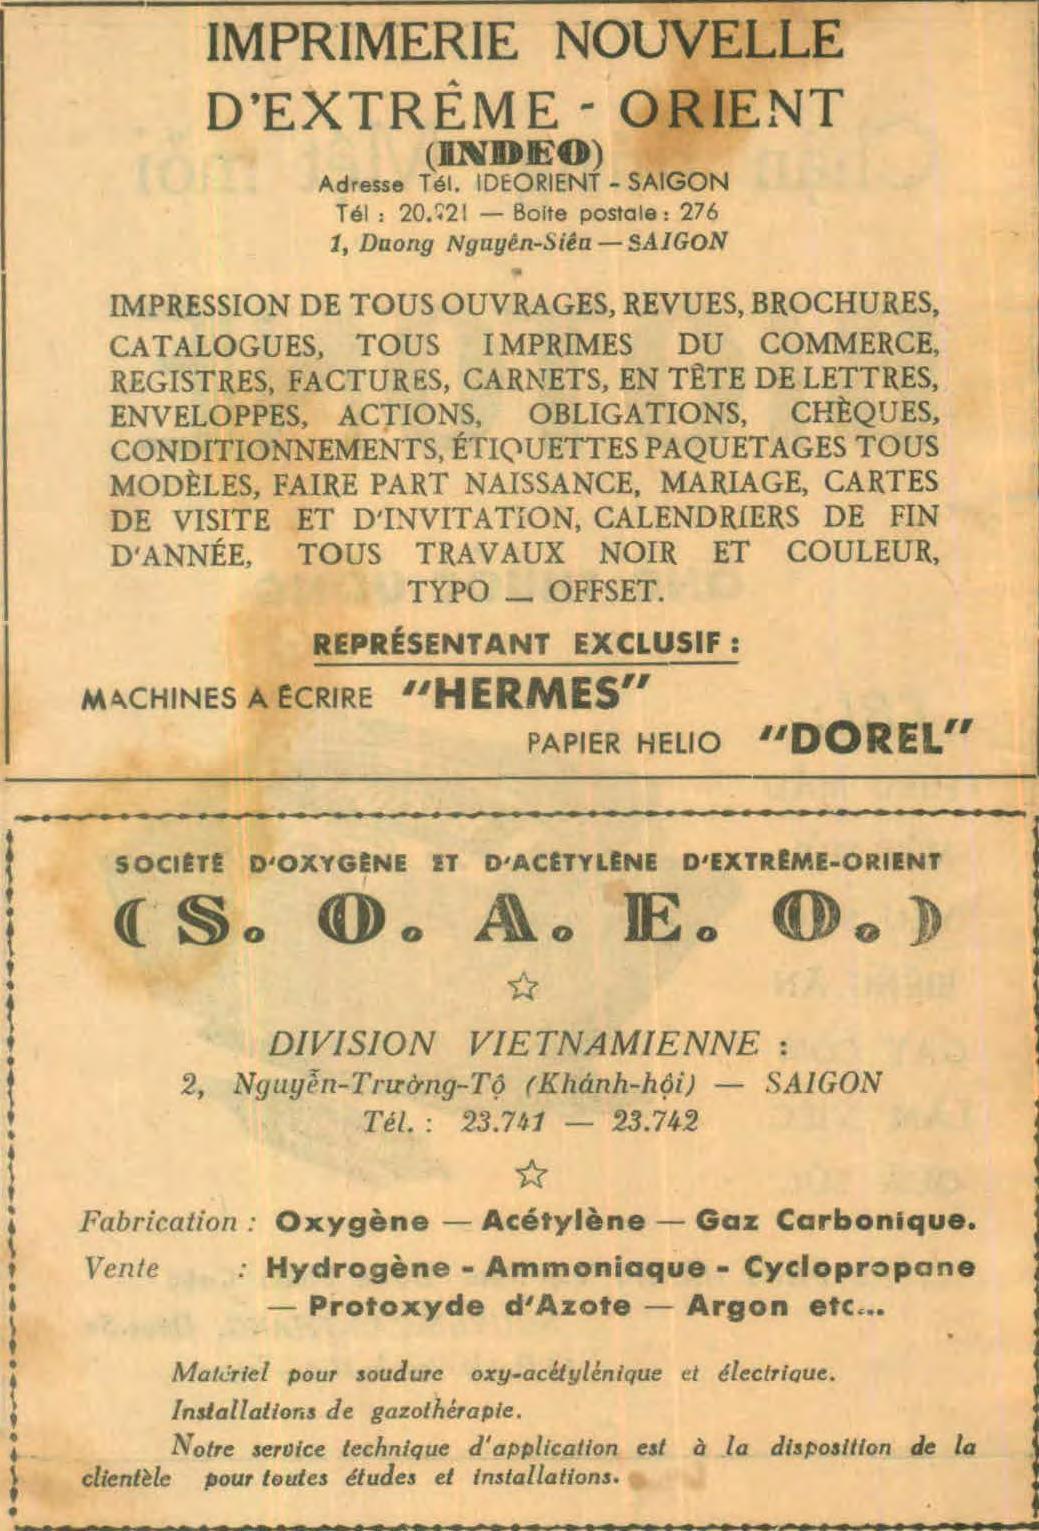 IMPRIMERIE NOUVELLE
D'EXTRÊME - ORIENT
(INDEO)
Adresse Tél. IDEORIENT - SAIGON
Tél : — Boite postale : 276
1, Duong Nguyên-Siêu — SAIGON
IMPRESSION DE TOUS OUVRAGES, REVUES, BROCHURES,
CATALOGUES, TOUS IMPRIMES DU COMMERCE,
REGISTRES, FACTURES, CARNETS, EN TÊTE DE LETTRES,
ENVELOPPES, ACTIONS, OBLIGATIONS, CHÈQUES,
CONDITIONNEMENTS, ÉTIQUETTES PAQUETAGES TOUS
MODÈLES, FAIRE PART NAISSANCE, MARIAGE, CARTES
DE VISITE ET D'INVITATION, CALENDRIERS DE FIN
D'ANNÉE, TOUS TRAVAUX NOIR ET COULEUR,
TYPO — OFFSET.
REPRÉSENTANT EXCLUSIF :
MACHINES A ÉCRIRE "HERMES"
PAPIER HELIO "DOREL"
SOCIÉTÉ D'OXYGÈNE ET D'ACÉTYLÈNE D'EXTRÊME-ORIENT
(S. O. A. E. O.)
DIVISION VIETNAMIENNE :
2, Nguyễn-Trường-Tộ (Khánh-hội) — SAIGON
Tél. : 23.741 — 23.742
Fabrication : Oxygène — Acétylène — Gaz Carbonique.
Vente : Hydrogène - Ammoniaque - Cyclopropane
— Protoxyde d'Azote — Argon etc...
Matériel pour soudure oxy-acétylénique et électrique.
Installations de gazothérapie.
Notre service technique d'application est à la disposition de la
clientèle pour toutes études et installations.